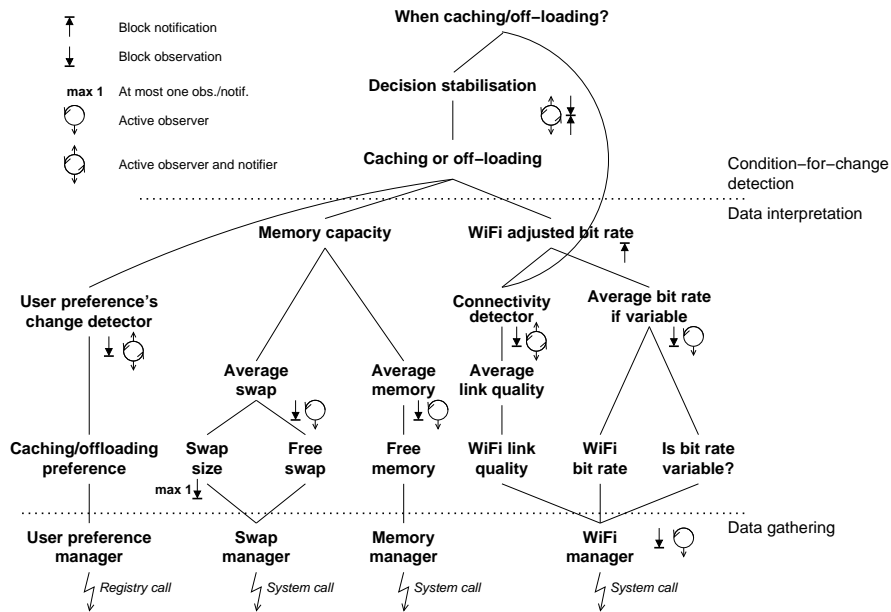 When caching/off−loading?
Block notification
Block observation
max 1 At most one obs./notif.
Active observer
Active observer and notifier
Decision stabilisation
Caching or off−loading
Condition−for−change
detection
Data interpretation
Memory capacity
WiFi adjusted bit rate
User preference's
change detector
Connectivity
detector
Average bit rate
if variable
Average
swap
Average
memory
Average
link quality
Caching/offloading
preference
Swap
size
max 1
Free
swap
Free
memory
WiFi link
quality
WiFi
bit rate
Is bit rate
variable?
Data gathering
User preference
manager
Swap
manager
Memory
manager
WiFi
manager
Registry call
System call
System call
System call